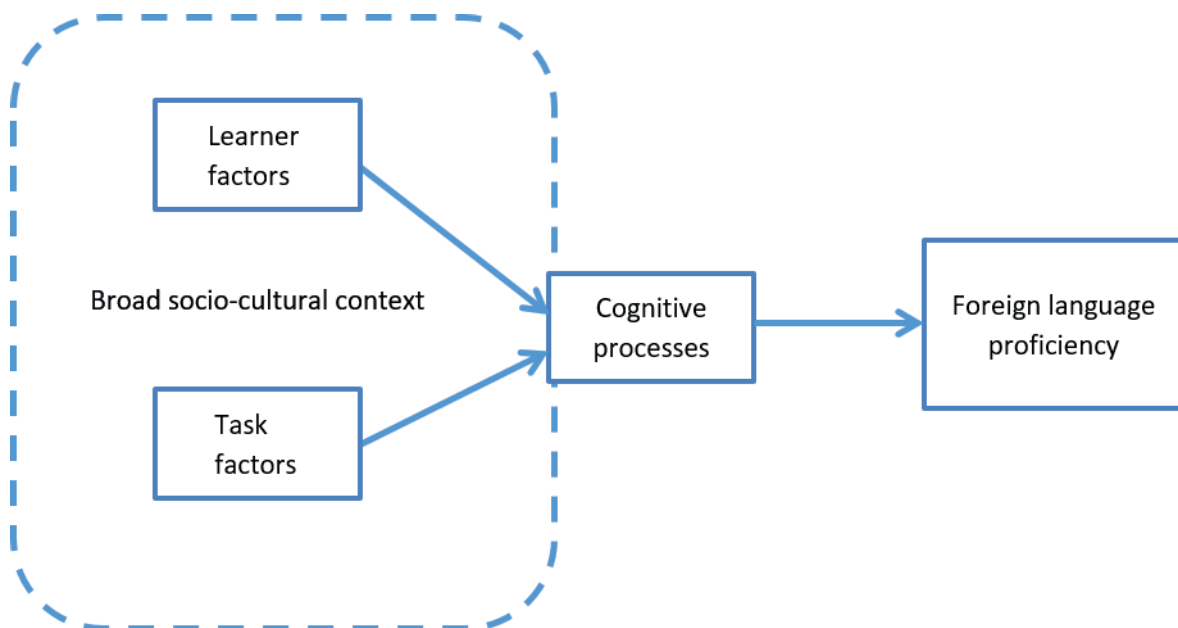 Learner
factors
Broad socio-cultural context
Task
factors
Cognitive
processes
Foreign language
proficiency